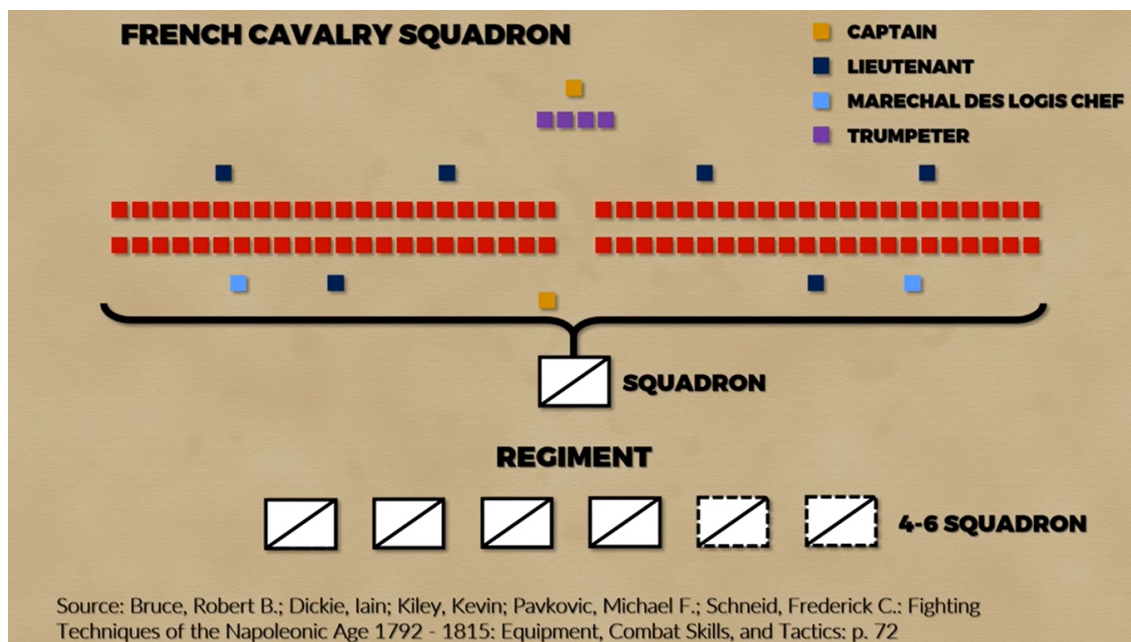 FRENCH CAVALRY SQUADRON
CAPTAIN
LIEUTENANT
MARECHAL DES LOGIS CHEF
TRUMPETER
SQUADRON
REGIMENT
4-6 SQUADRON
Source: Bruce, Robert B.; Dickie, Iain; Kiley, Kevin; Pavkovic, Michael F.; Schneid, Frederick C.: Fighting
Techniques of the Napoleonic Age 1792 - 1815: Equipment, Combat Skills, and Tactics: p. 72